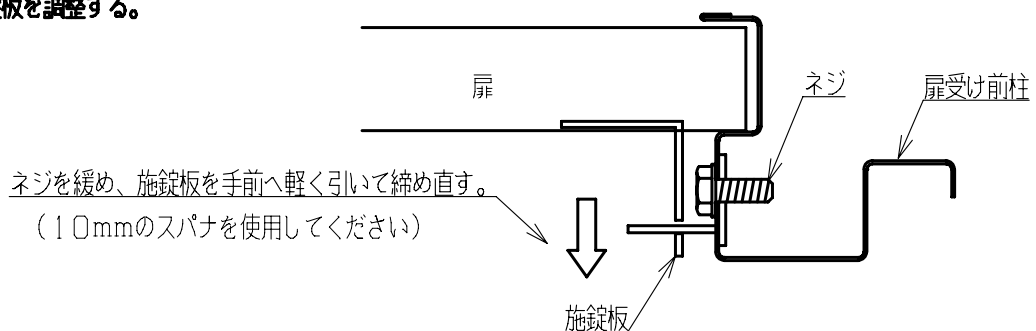 板を調整する。
扉
ネジ
扉受け前柱
ネジを緩め、施錠板を手前へ軽く引いて締め直す。
（１０mmのスパナを使用してください）
施錠板